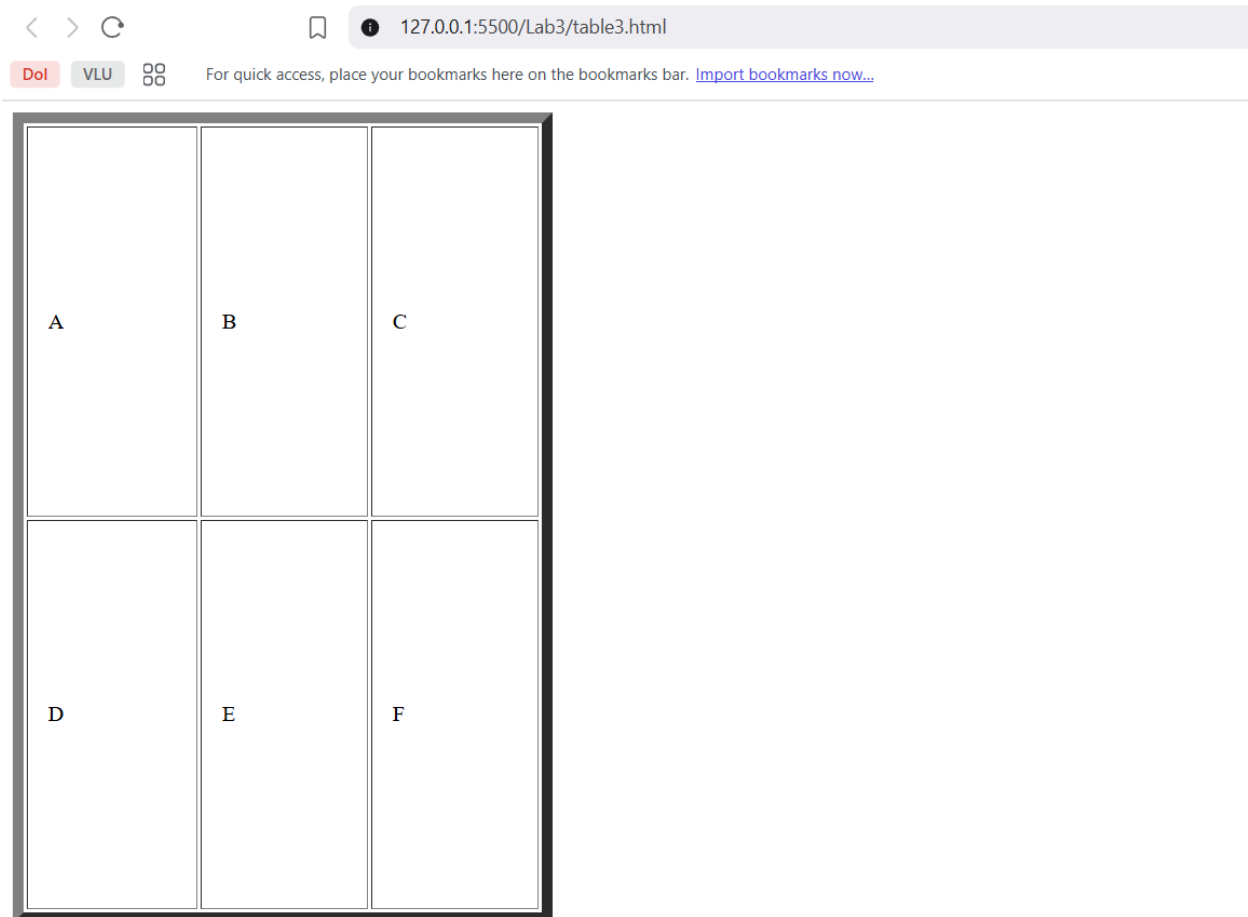 127.0.0.1:5500/Lab3/table3.html
DoI VLU For quick access, place your bookmarks here on the bookmarks bar. Import bookmarks now...
A B C
D E F